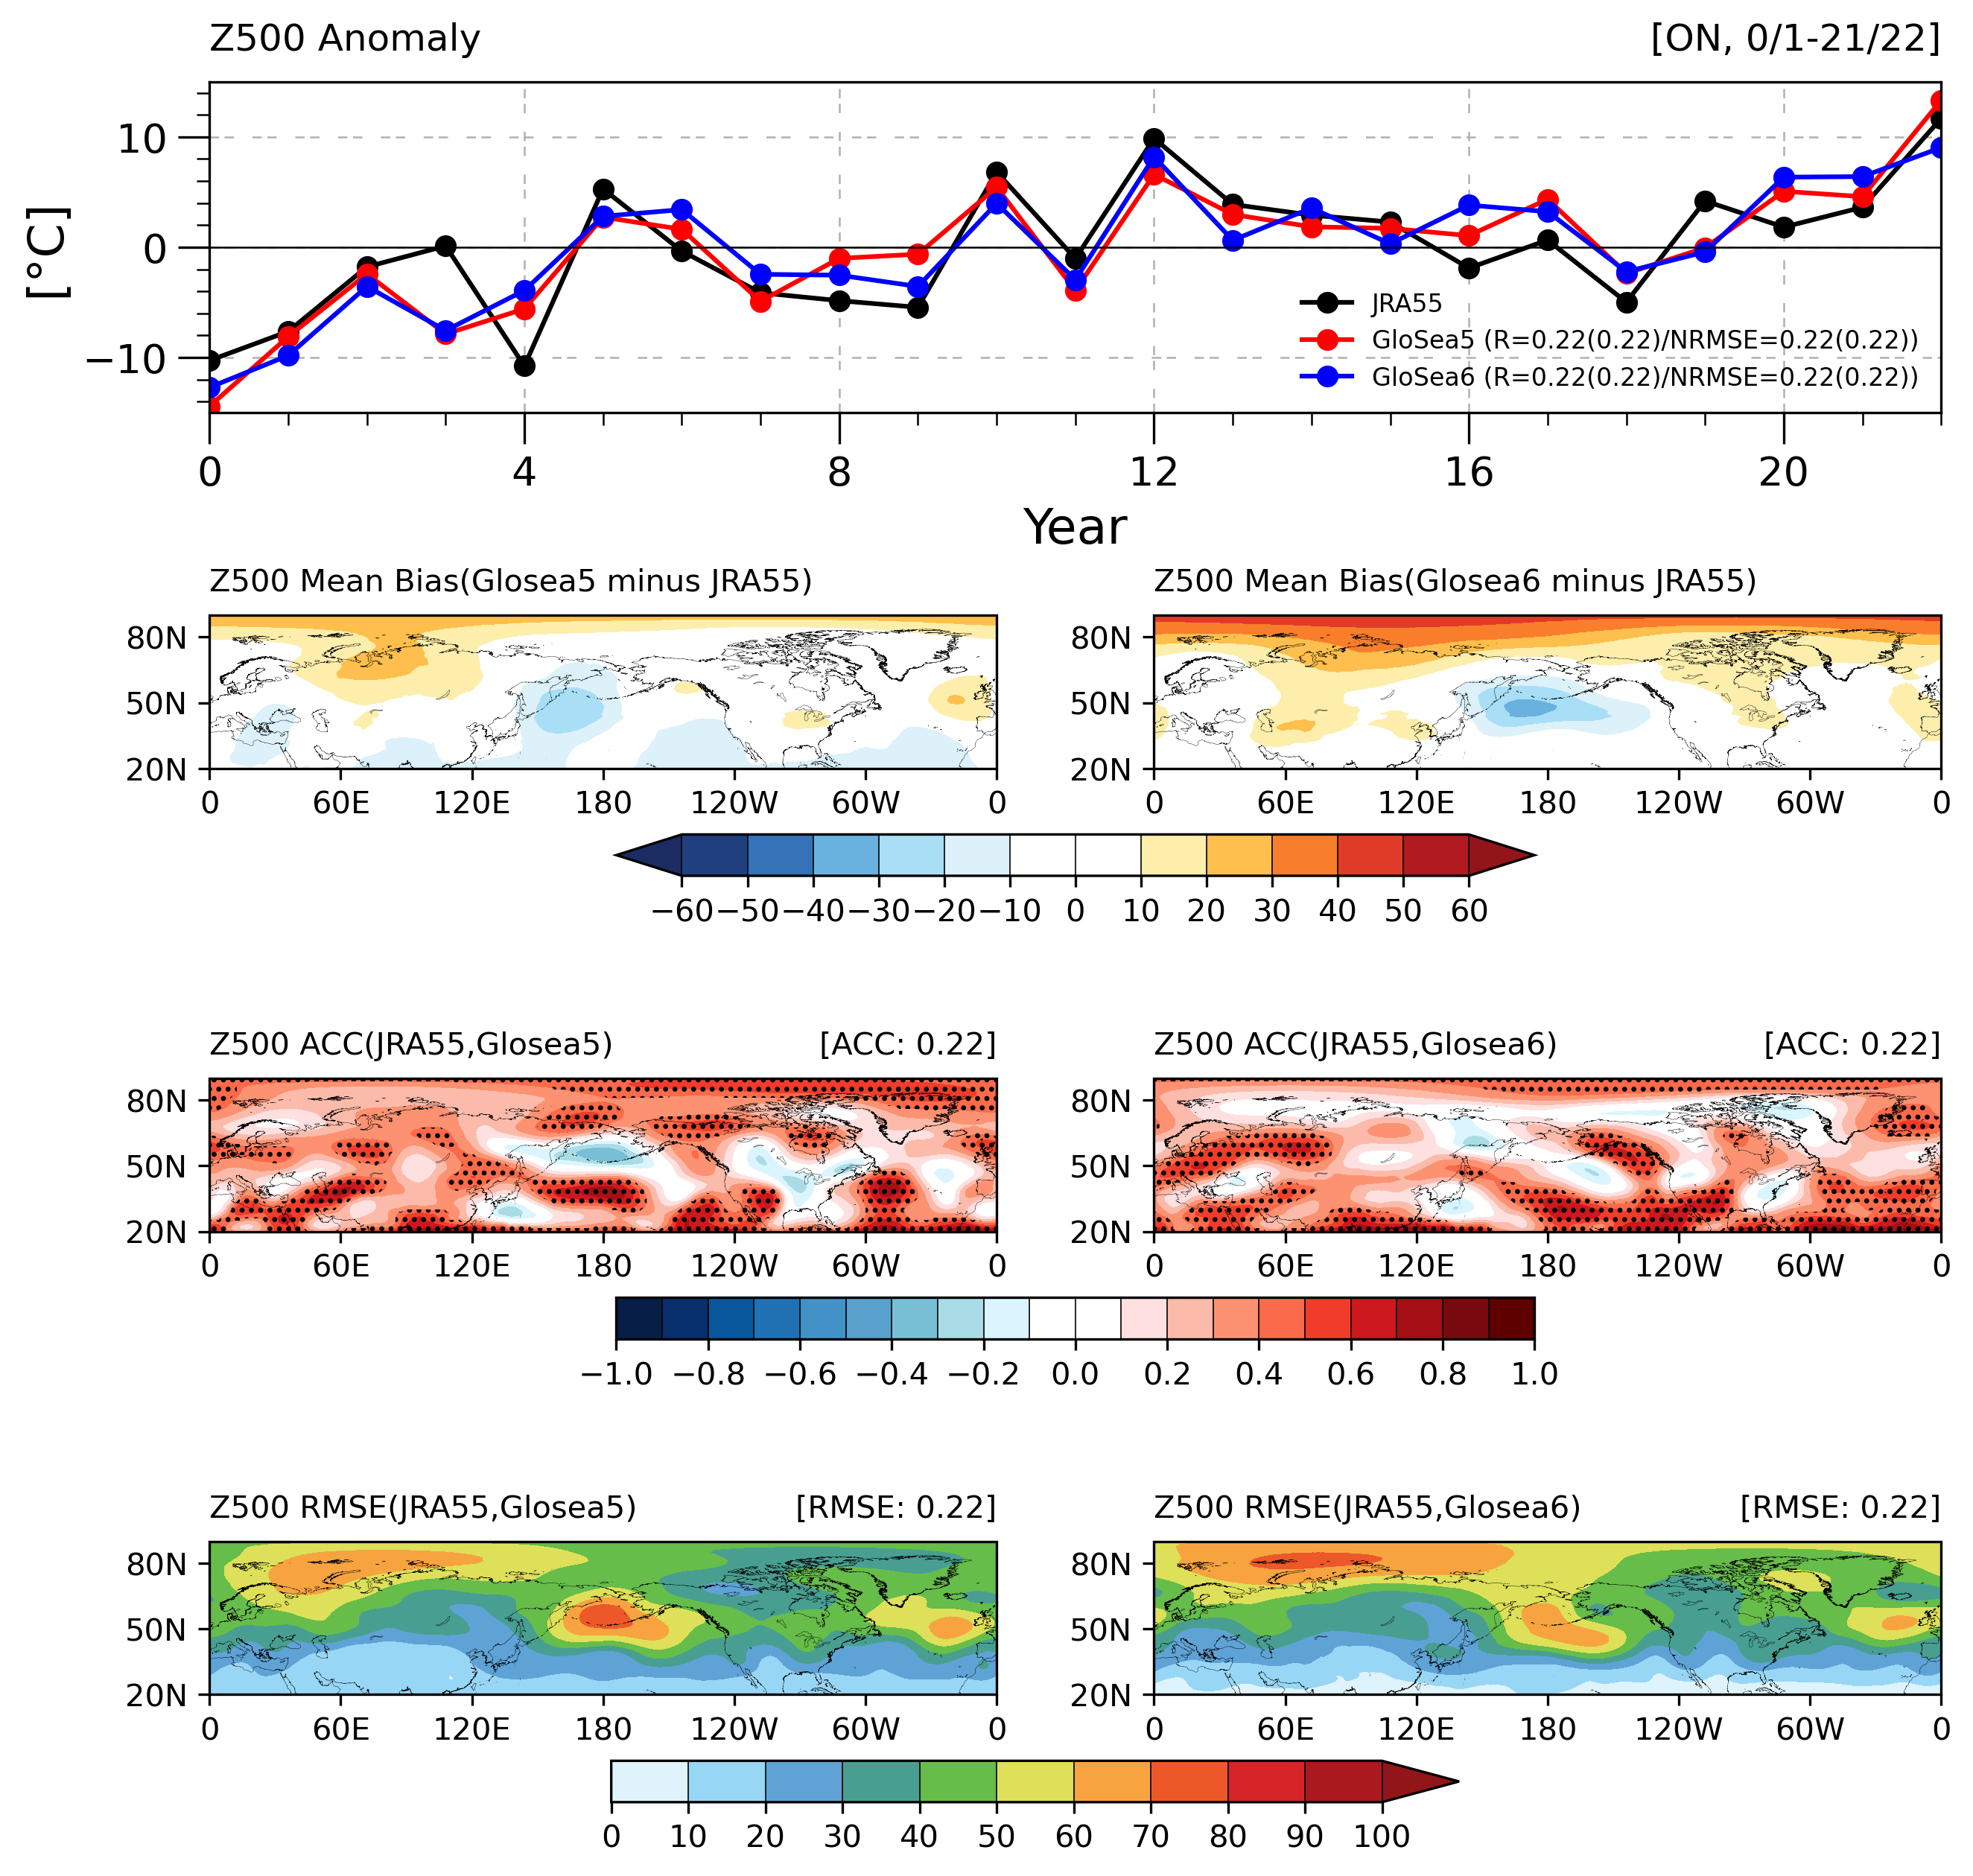 Z500 Anomaly [ON, 0/1-21/22]
10
0
−10
[°C]
JRA55
GloSea5 (R=0.22(0.22)/NRMSE=0.22(0.22))
GloSea6 (R=0.22(0.22)/NRMSE=0.22(0.22))
0 4 8 12 16 20
Year
Z500 Mean Bias(Glosea5 minus JRA55)
80N
50N
20N
0 60E 120E 180 120W 60W 0
Z500 Mean Bias(Glosea6 minus JRA55)
80N
50N
20N
0 60E 120E 180 120W 60W 0
−60 −50 −40 −30 −20 −10 0 10 20 30 40 50 60
Z500 ACC(JRA55,Glosea5) [ACC: 0.22]
80N
50N
20N
0 60E 120E 180 120W 60W 0
Z500 ACC(JRA55,Glosea6) [ACC: 0.22]
80N
50N
20N
0 60E 120E 180 120W 60W 0
−1.0 −0.8 −0.6 −0.4 −0.2 0.0 0.2 0.4 0.6 0.8 1.0
Z500 RMSE(JRA55,Glosea5) [RMSE: 0.22]
80N
50N
20N
0 60E 120E 180 120W 60W 0
Z500 RMSE(JRA55,Glosea6) [RMSE: 0.22]
80N
50N
20N
0 60E 120E 180 120W 60W 0
0 10 20 30 40 50 60 70 80 90 100